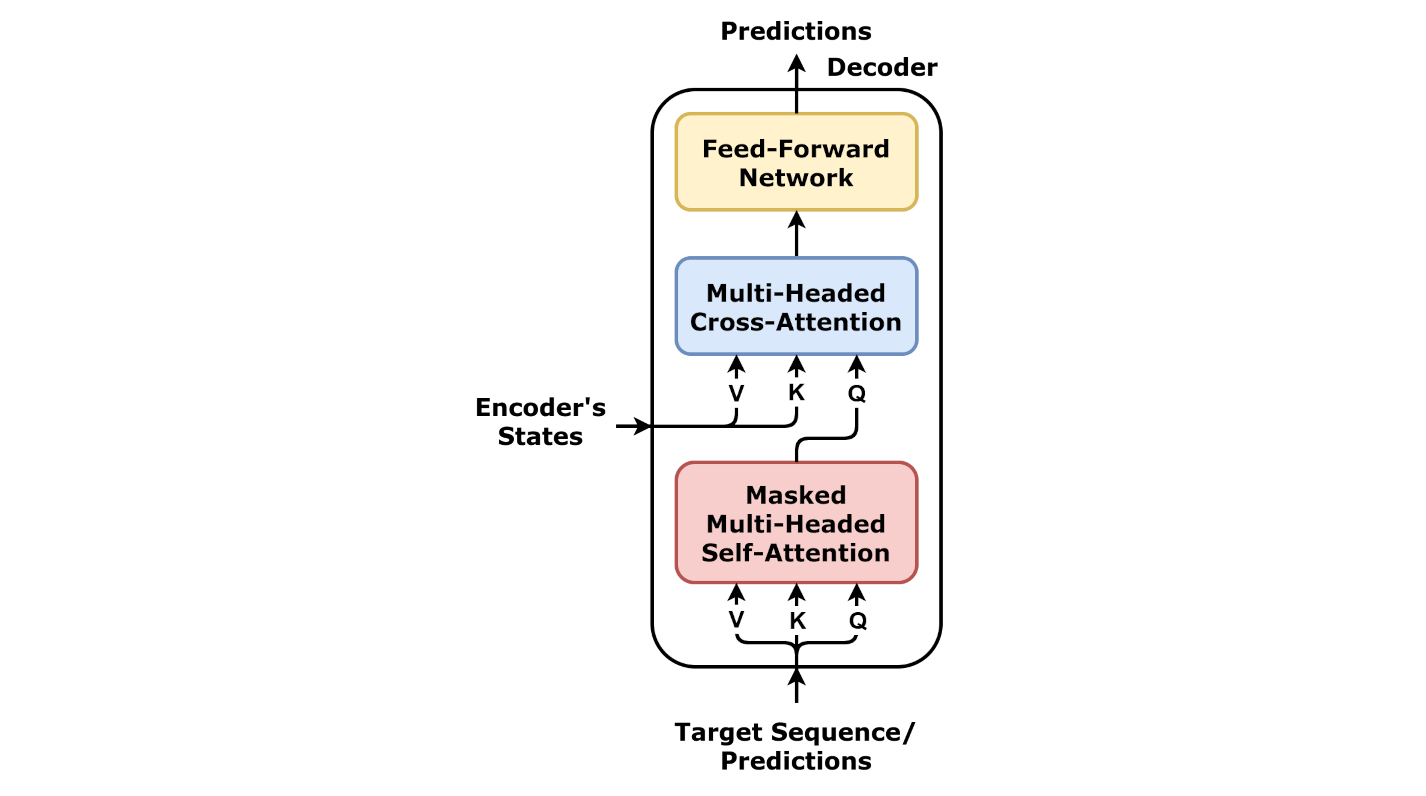 Predictions
Decoder
Feed-Forward
Network
Multi-Headed
Cross-Attention
V K Q
Encoder's
States
Masked
Multi-Headed
Self-Attention
V K Q
Target Sequence/
Predictions